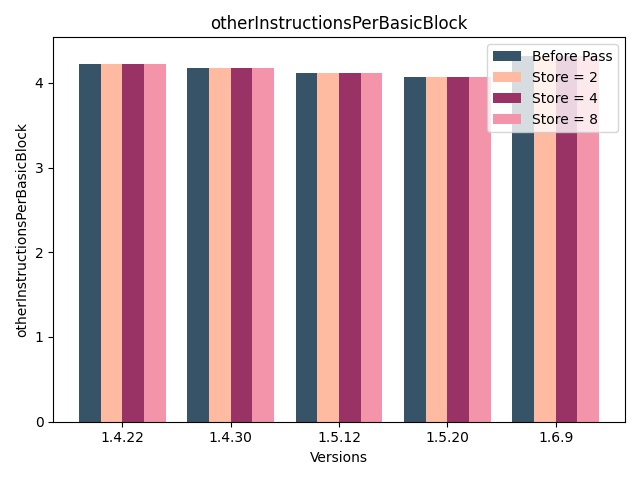 otherInstructionsPerBasicBlock
Before Pass
Store = 2
Store = 4
Store = 8
otherInstructionsPerBasicBlock
4
3
2
1
0
1.4.22 1.4.30 1.5.12 1.5.20 1.6.9
Versions